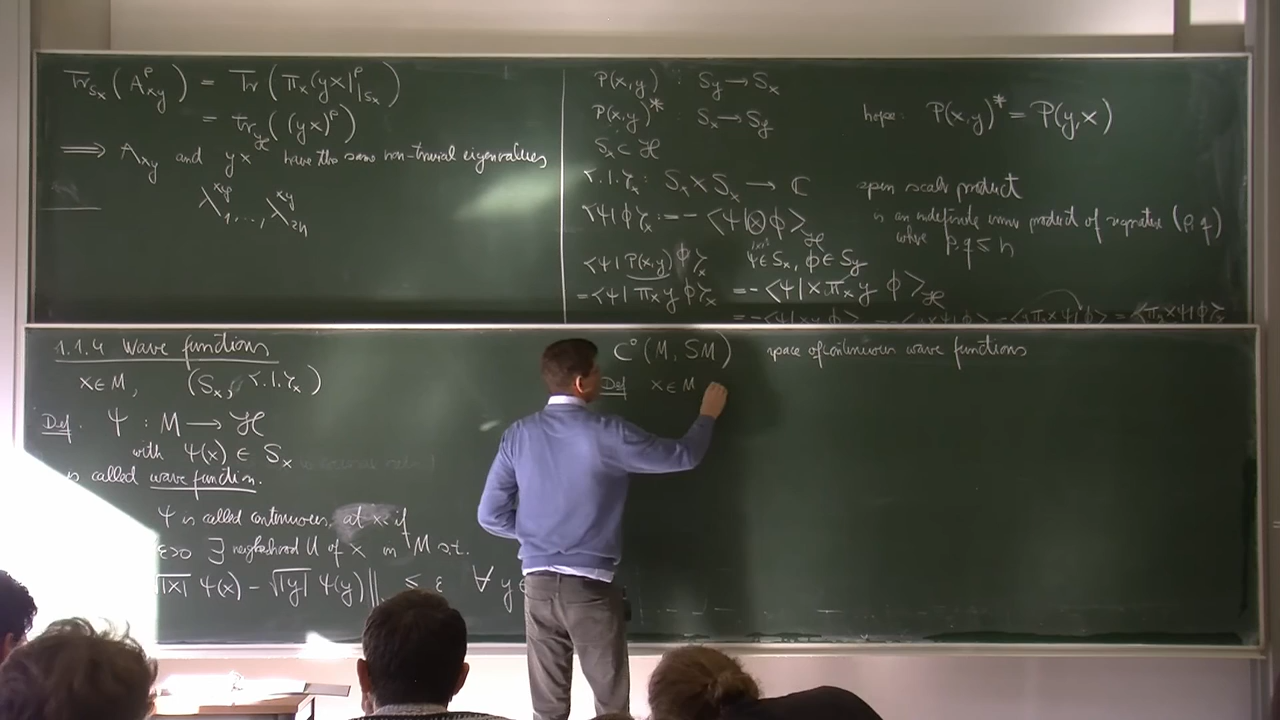 Tr_{S_x}(A_{xy}^p) = Tr(π_x (yx)^p|_{S_x})
= tr_ℋ((yx)^p)
⟹ A_{xy} and yx have the same non-trivial eigenvalues
λ_1^{xy}, ..., λ_{2n}^{xy}
P(x,y) : S_y → S_x
P(x,y)* : S_x → S_y
hope: P(x,y)* = P(y,x)
S_x ⊂ ℋ
≺.|.≻_x : S_x × S_x → ℂ spin scalar product
≺ψ|φ≻_x := -⟨ψ|xφ⟩_ℋ
is an indefinite inner product of signature (p,q)
where p,q ≤ n
≺ψ|P(x,y)φ≻_x ψ ∈ S_x, φ ∈ S_y
= ≺ψ|π_x y φ≻_x = -⟨ψ|x π_x y φ⟩_ℋ
1.1.4 Wave functions
x ∈ M, (S_x, ≺.|.≻_x)
Def. ψ : M → ℋ
with ψ(x) ∈ S_x
is called wave function.
ψ is called continuous at x if
ε>0 ∃ neighborhood U of x in M s.t.
√|x| ψ(x) - √|y| ψ(y)‖ ≤ ε ∀ y ∈
C°(M, SM) space of continuous wave functions
Def x ∈ M